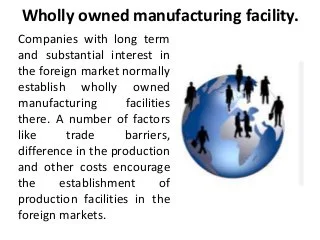 Wholly owned manufacturing facility.
Companies with long term
and substantial interest in
the foreign market normally
establish wholly owned
manufacturing facilities
there. A number of factors
like trade barriers,
difference in the production
and other costs encourage
the establishment of
production facilities in the
foreign markets.